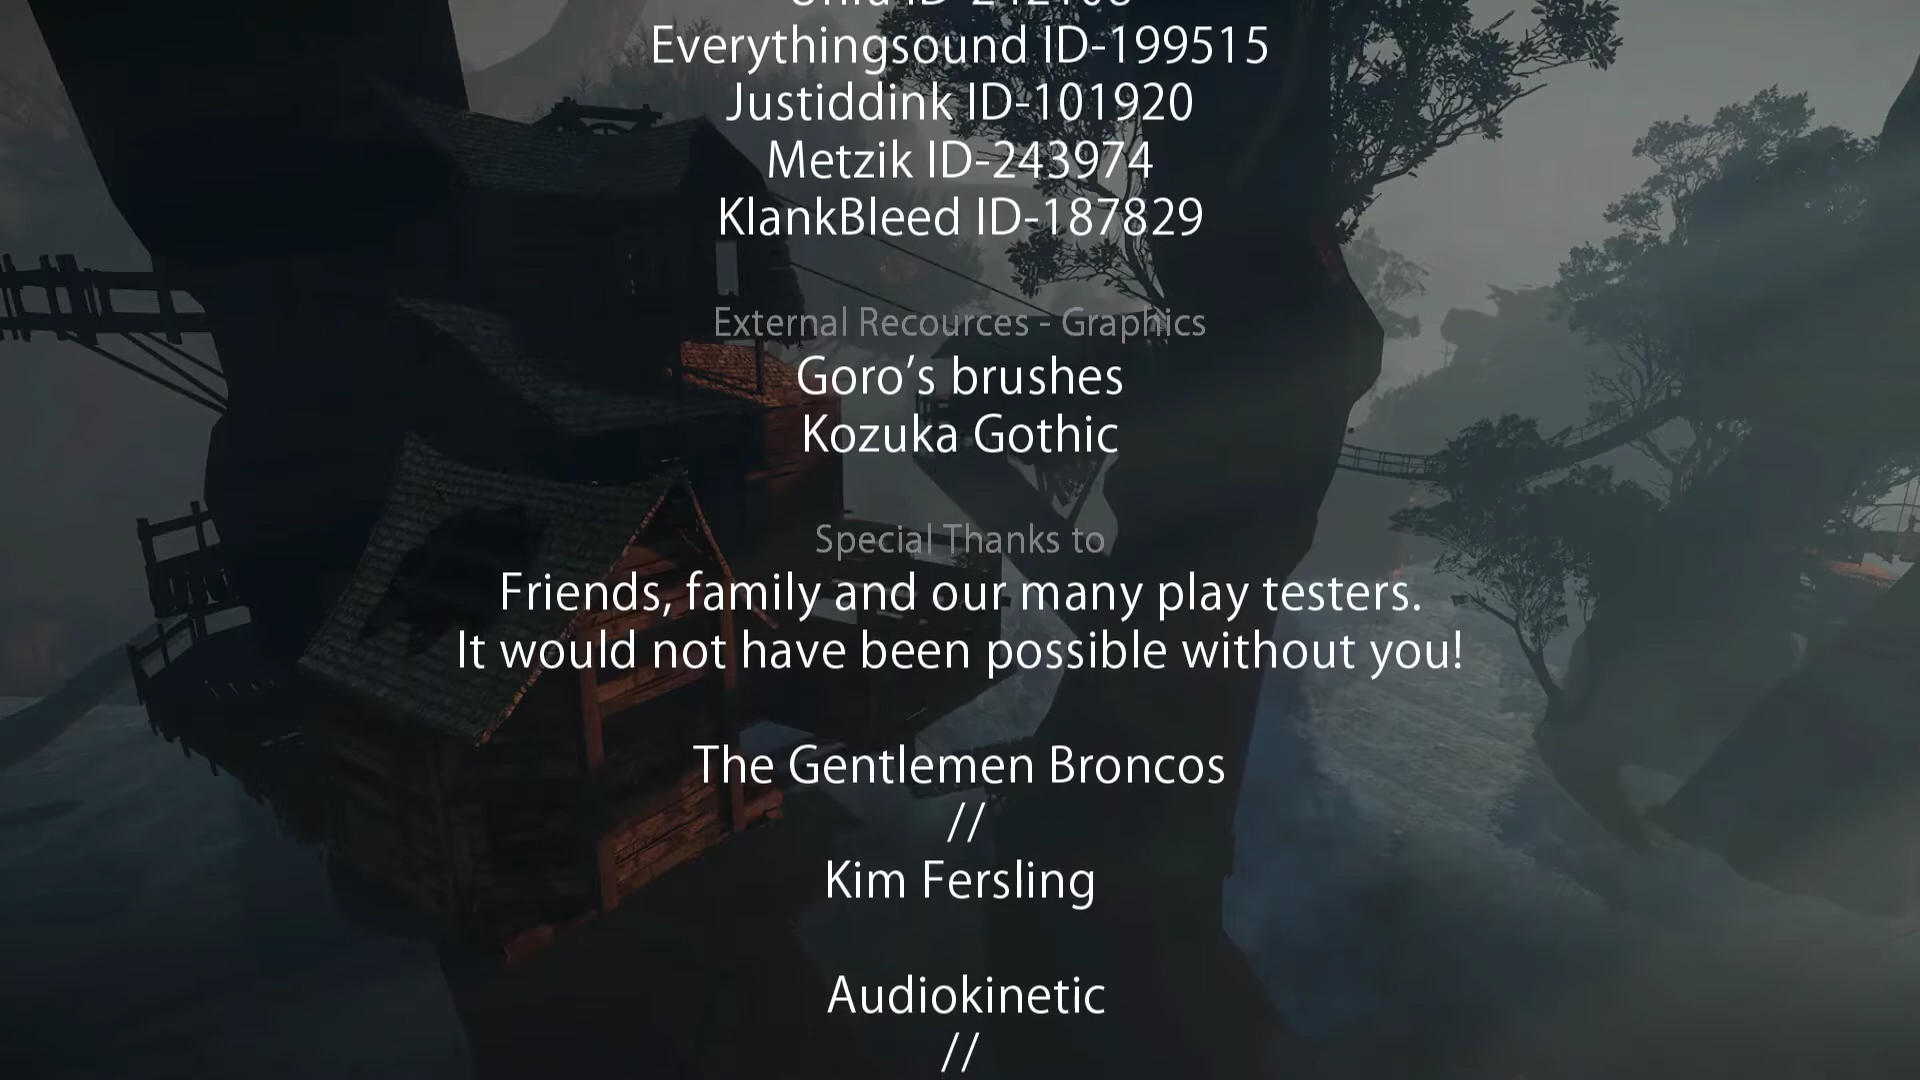 Everythingsound ID-199515
Justiddink ID-101920
Metzik ID-243974
KlankBleed ID-187829
External Recources - Graphics
Goro’s brushes
Kozuka Gothic
Special Thanks to
Friends, family and our many play testers.
It would not have been possible without you!
The Gentlemen Broncos
//
Kim Fersling
Audiokinetic
//